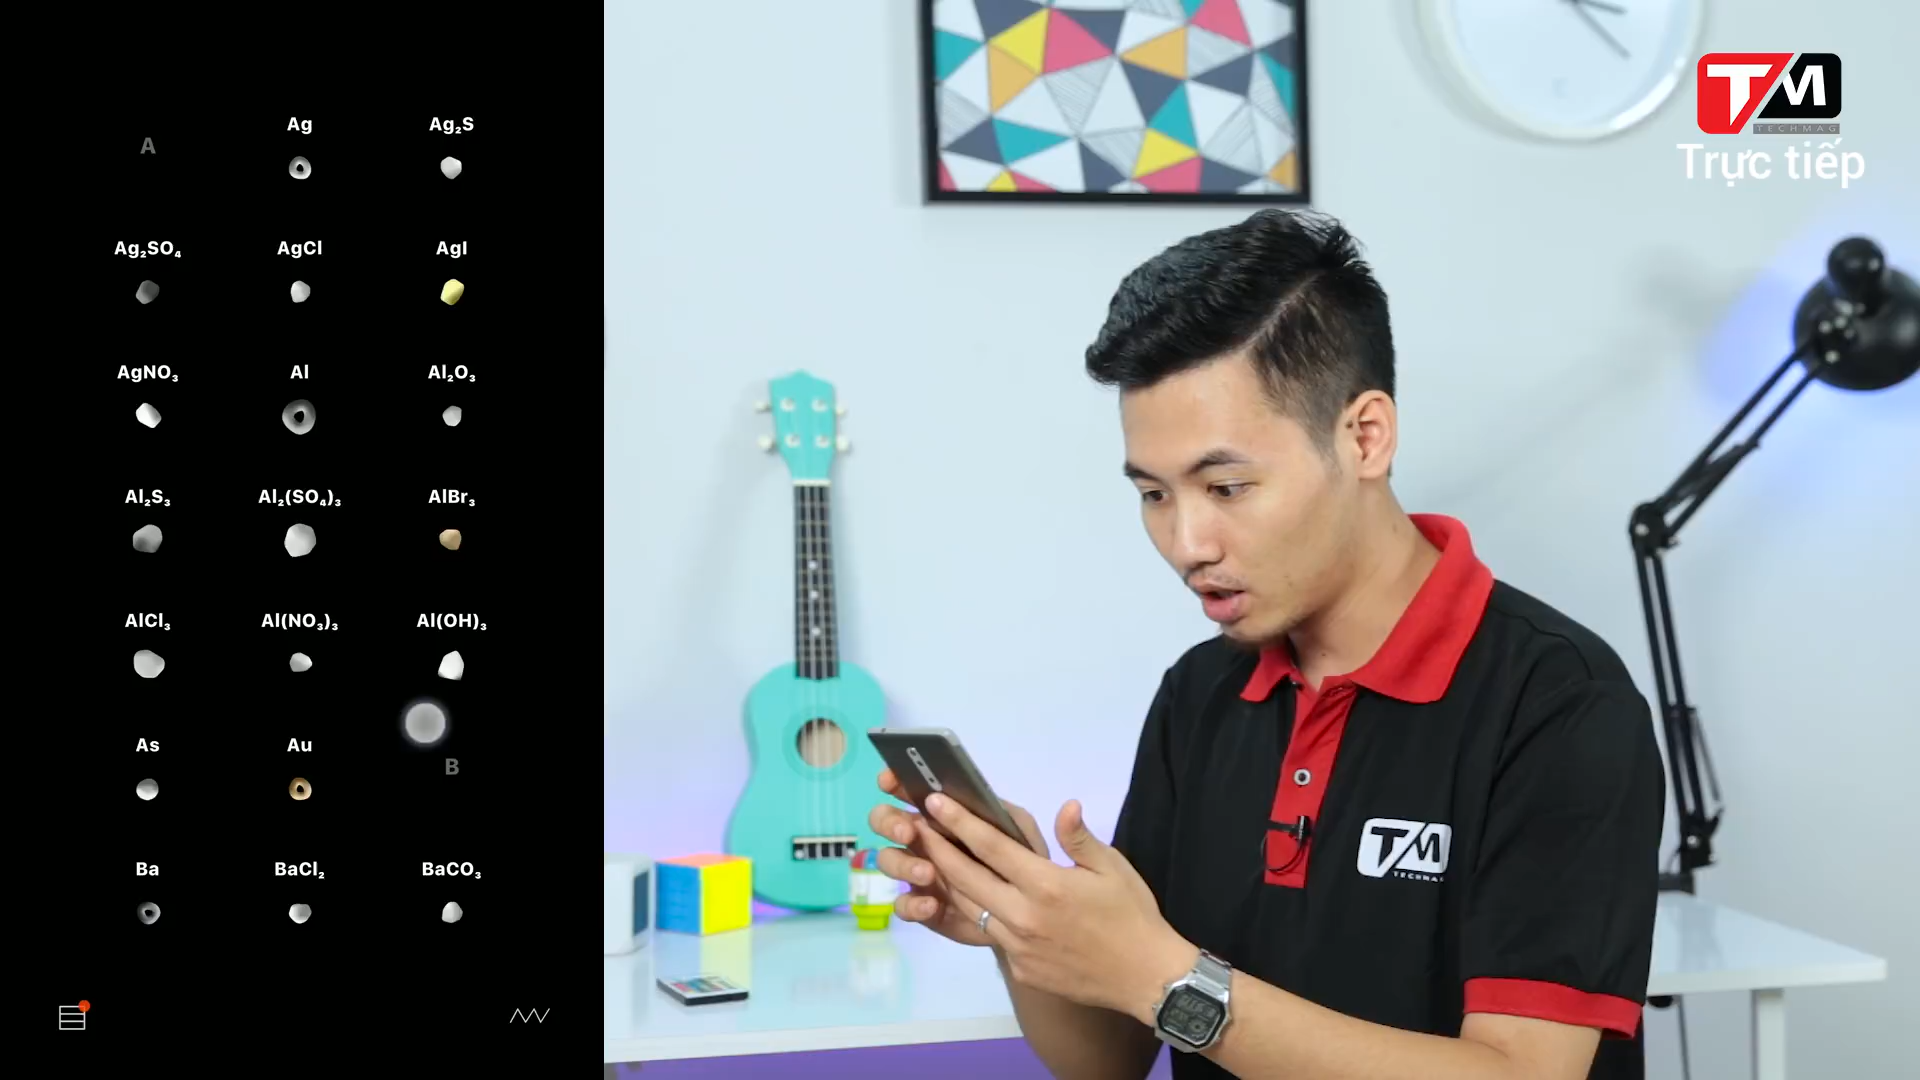 A
Ag
Ag₂S
Ag₂SO₄
AgCl
AgI
AgNO₃
Al
Al₂O₃
Al₂S₃
Al₂(SO₄)₃
AlBr₃
AlCl₃
Al(NO₃)₃
Al(OH)₃
As
Au
B
Ba
BaCl₂
BaCO₃
TM
TECHMAG
Trực tiếp
TM
TECHMAG